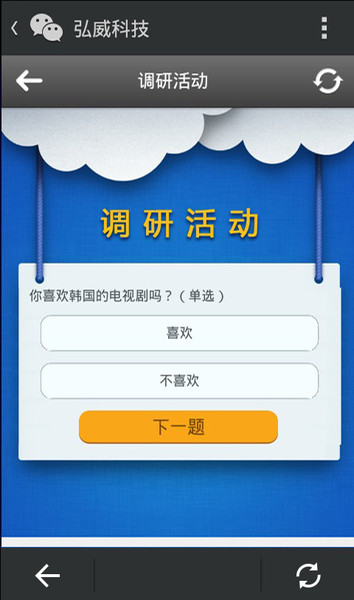 弘威科技
调研活动
调研活动
你喜欢韩国的电视剧吗？（单选）
喜欢
不喜欢
下一题